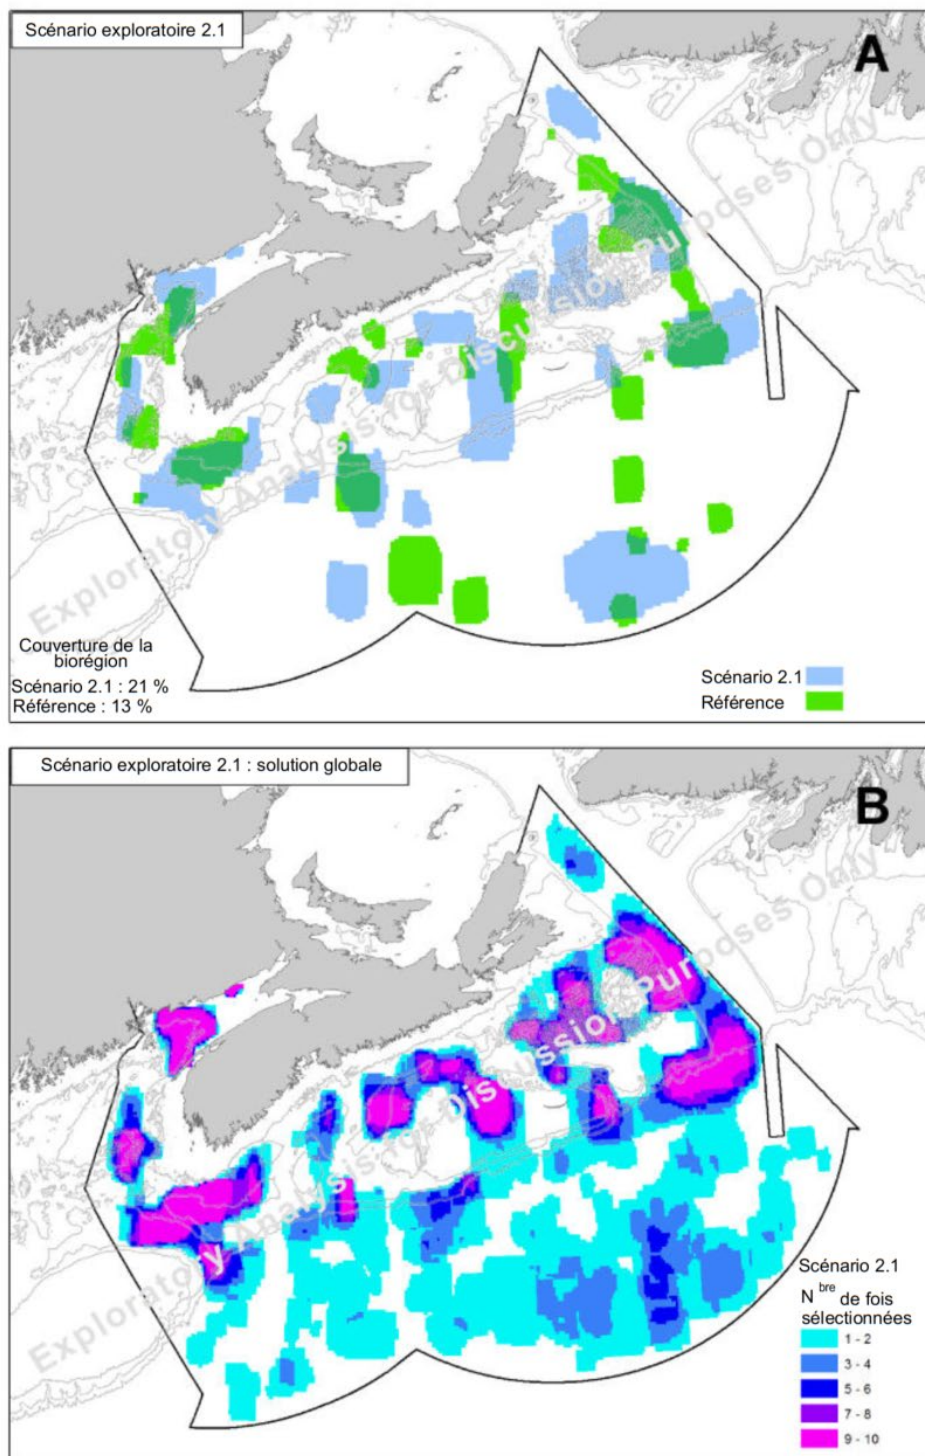 Scénario exploratoire 2.1
A
Exploratory Analysis for Discussion Purposes Only
Couverture de la
biorégion
Scénario 2.1 : 21 %
Référence : 13 %
Scénario 2.1
Référence
Scénario exploratoire 2.1 : solution globale
B
Exploratory Analysis for Discussion Purposes Only
Scénario 2.1
N bre de fois
sélectionnées
1 - 2
3 - 4
5 - 6
7 - 8
9 - 10